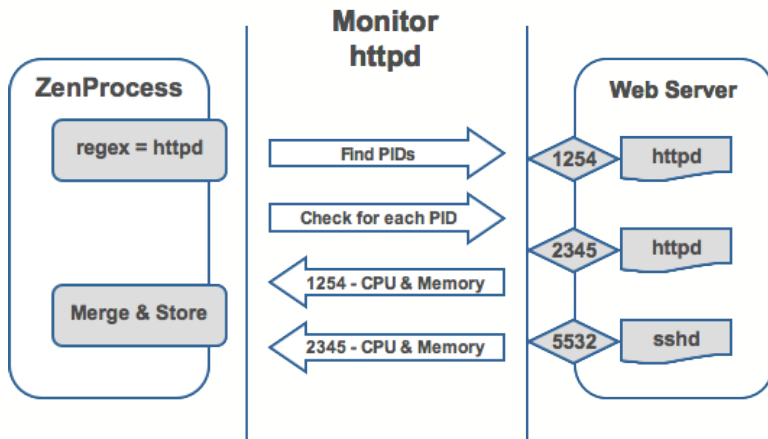 Monitor
httpd
ZenProcess
regex = httpd
Merge & Store
Find PIDs
Check for each PID
1254 - CPU & Memory
2345 - CPU & Memory
Web Server
1254
httpd
2345
httpd
5532
sshd